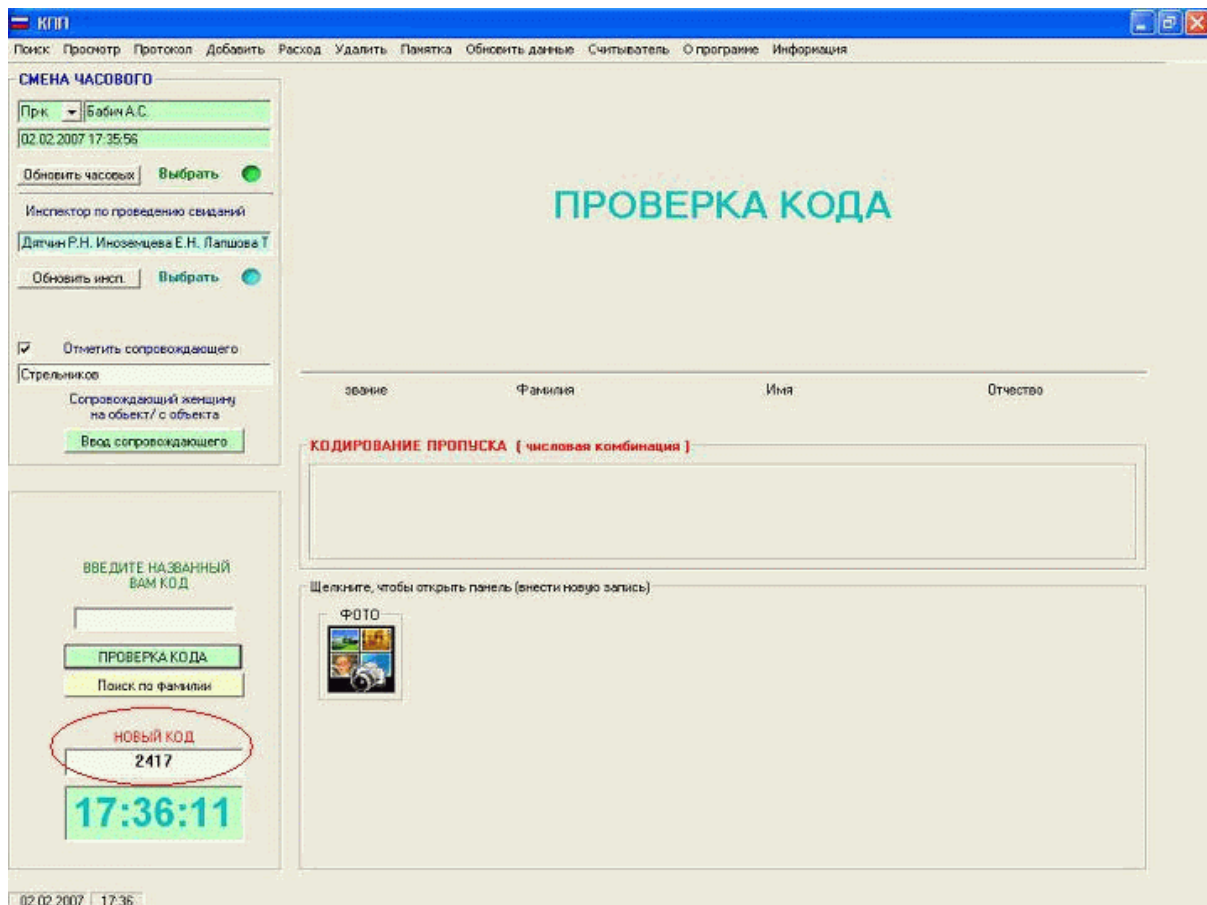 КПП
Поиск Просмотр Протокол Добавить Расход Удалить Памятка Обновить данные Считыватель О программе Информация
СМЕНА ЧАСОВОГО
Пр-к Бабич А.С.
02.02.2007 17:35:56
Обновить часовых Выбрать
Инспектор по проведению свиданий
Дятчин Р.Н. Иноземцева Е.Н. Лапшова Т
Обновить инсп. Выбрать
Отметить сопровождающего
Стрельников
Сопровождающий женщину
на объект/ с объекта
Ввод сопровождающего
ВВЕДИТЕ НАЗВАННЫЙ
ВАМ КОД
ПРОВЕРКА КОДА
Поиск по фамилии
НОВЫЙ КОД
2417
17:36:11
ПРОВЕРКА КОДА
звание Фамилия Имя Отчество
КОДИРОВАНИЕ ПРОПУСКА ( числовая комбинация )
Щелкните, чтобы открыть панель (внести новую запись)
ФОТО
02.02.2007 17:36